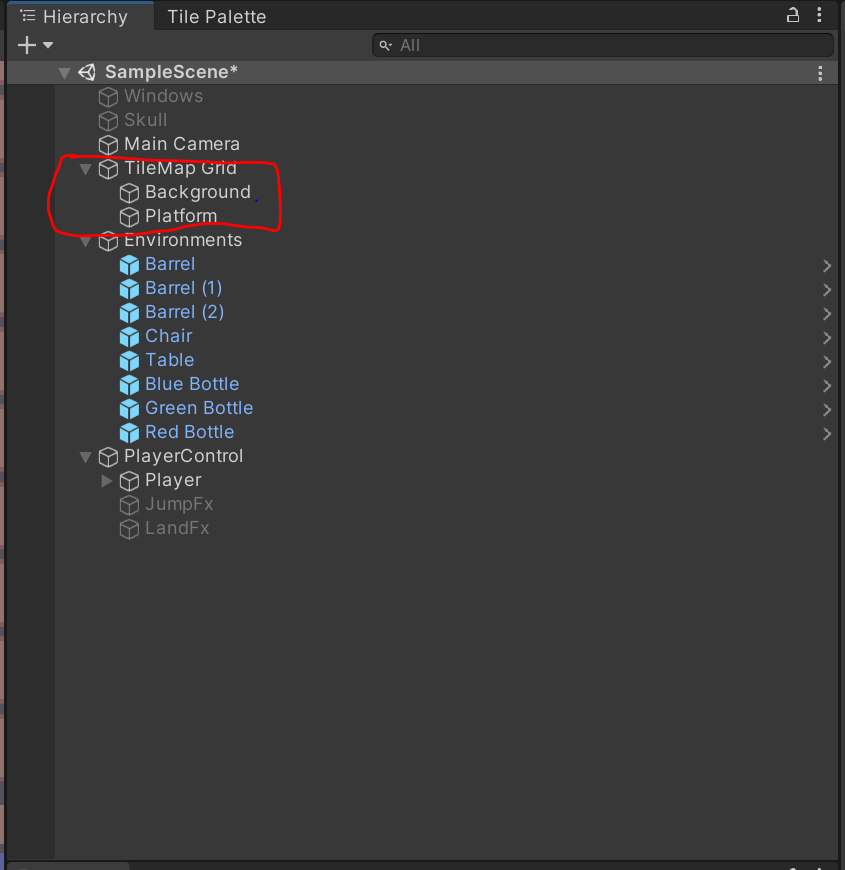 Hierarchy Tile Palette
All
SampleScene*
Windows
Skull
Main Camera
TileMap Grid
Background
Platform
Environments
Barrel
Barrel (1)
Barrel (2)
Chair
Table
Blue Bottle
Green Bottle
Red Bottle
PlayerControl
Player
JumpFx
LandFx